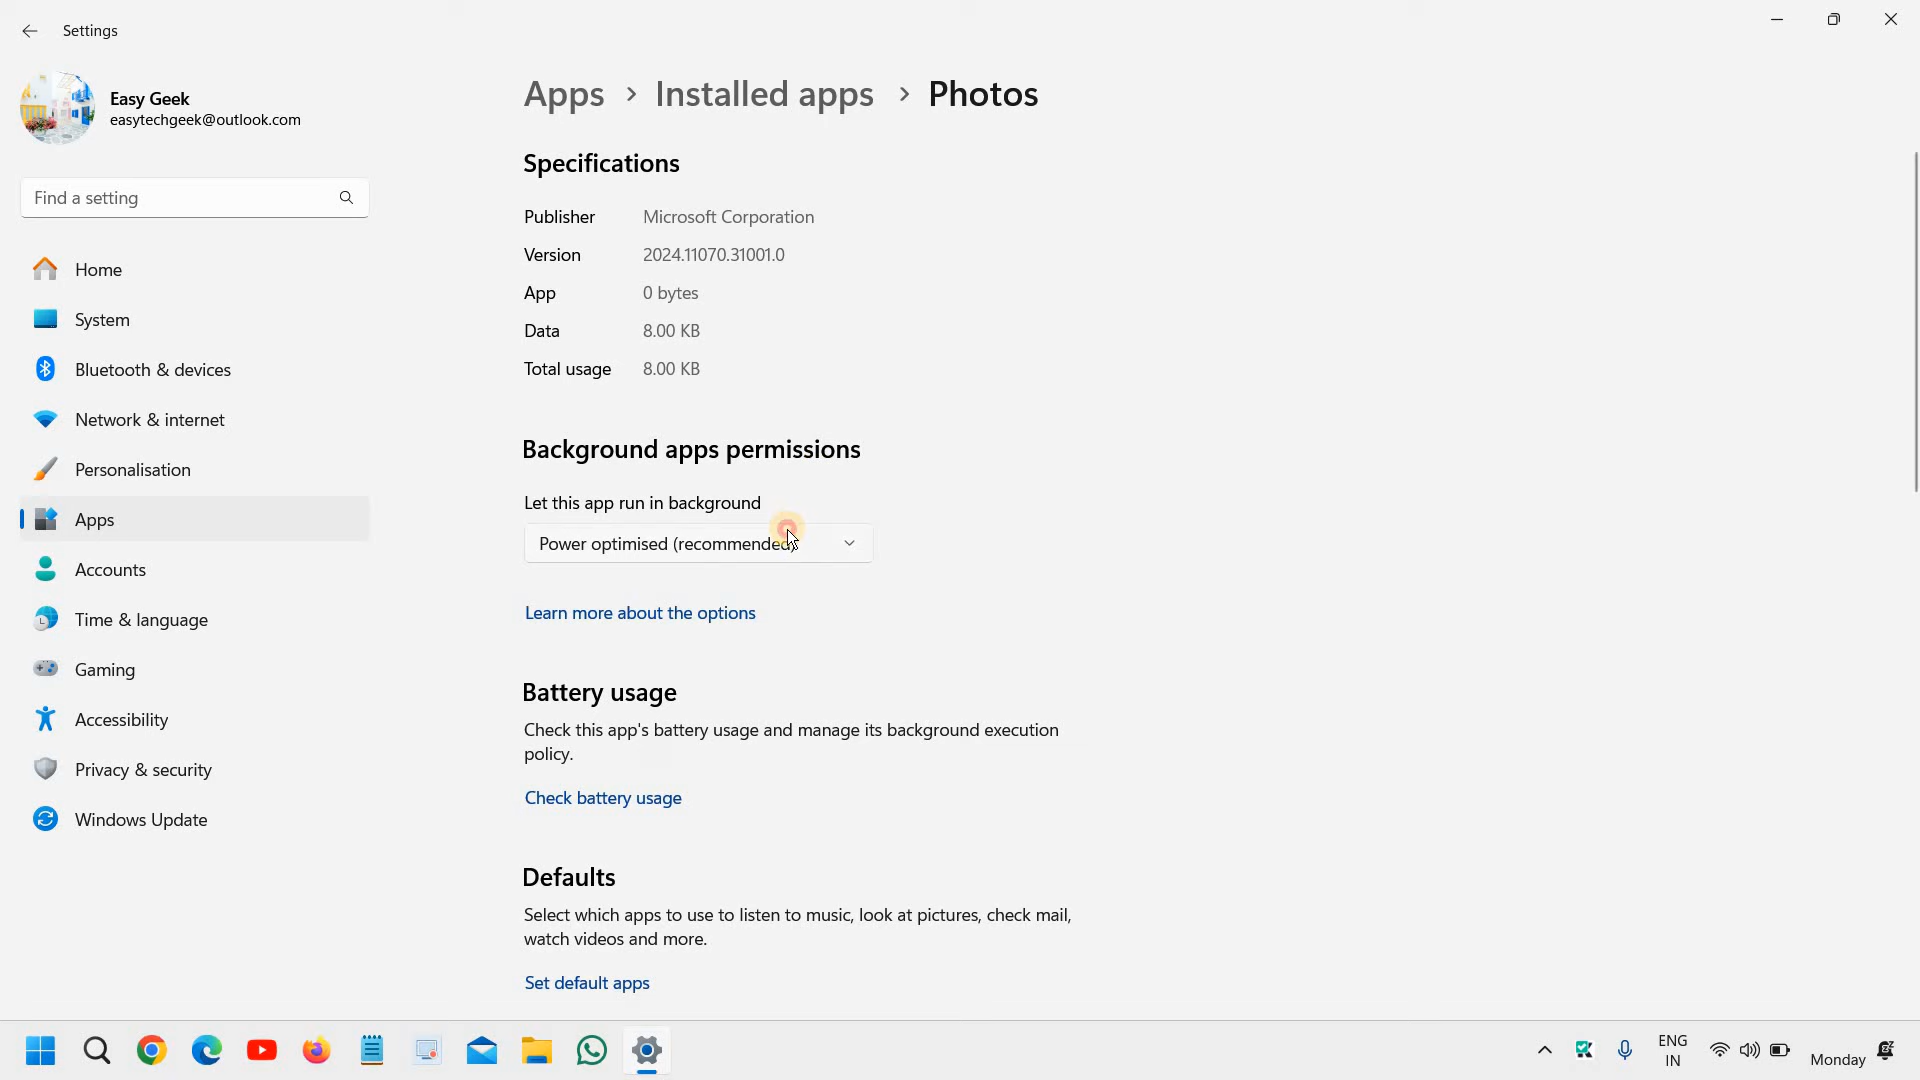 Settings
Easy Geek
easytechgeek@outlook.com
Find a setting
Home
System
Bluetooth & devices
Network & internet
Personalisation
Apps
Accounts
Time & language
Gaming
Accessibility
Privacy & security
Windows Update
Apps > Installed apps > Photos
Specifications
Publisher Microsoft Corporation
Version 2024.11070.31001.0
App 0 bytes
Data 8.00 KB
Total usage 8.00 KB
Background apps permissions
Let this app run in background
Power optimised (recommended)
Learn more about the options
Battery usage
Check this app's battery usage and manage its background execution
policy.
Check battery usage
Defaults
Select which apps to use to listen to music, look at pictures, check mail,
watch videos and more.
Set default apps
ENG
IN
Monday